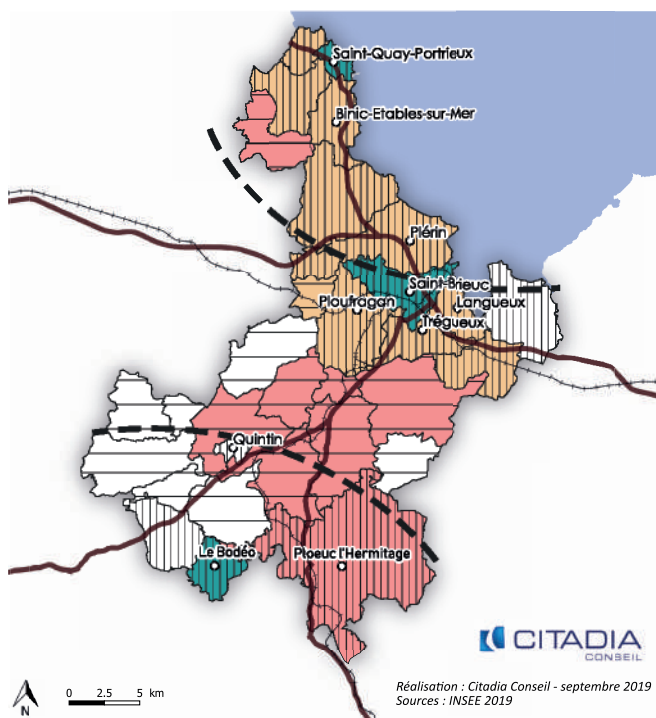 Saint-Quay-Portrieux
Binic-Etables-sur-Mer
Plérin
Saint-Brieuc
Ploufragan
Langueux
Trégueux
Quintin
Le Bodéo
Ploeuc l'Hermitage
CITADIA
CONSEIL
N
0 2.5 5 km
Réalisation : Citadia Conseil - septembre 2019
Sources : INSEE 2019